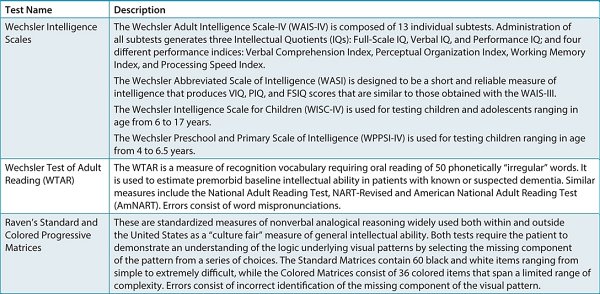 Test Name Description
Wechsler Intelligence
Scales
The Wechsler Adult Intelligence Scale-IV (WAIS-IV) is composed of 13 individual subtests. Administration of
all subtests generates three Intellectual Quotients (IQs): Full-Scale IQ, Verbal IQ, and Performance IQ; and four
different performance indices: Verbal Comprehension Index, Perceptual Organization Index, Working Memory
Index, and Processing Speed Index.
The Wechsler Abbreviated Scale of Intelligence (WASI) is designed to be a short and reliable measure of
intelligence that produces VIQ, PIQ, and FSIQ scores that are similar to those obtained with the WAIS-III.
The Wechsler Intelligence Scale for Children (WISC-IV) is used for testing children and adolescents ranging in
age from 6 to 17 years.
The Wechsler Preschool and Primary Scale of Intelligence (WPPSI-IV) is used for testing children ranging in age
from 4 to 6.5 years.
Wechsler Test of Adult
Reading (WTAR)
The WTAR is a measure of recognition vocabulary requiring oral reading of 50 phonetically “irregular” words. It
is used to estimate premorbid baseline intellectual ability in patients with known or suspected dementia. Similar
measures include the National Adult Reading Test, NART-Revised and American National Adult Reading Test
(AmNART). Errors consist of word mispronunciations.
Raven’s Standard and
Colored Progressive
Matrices
These are standardized measures of nonverbal analogical reasoning widely used both within and outside
the United States as a “culture fair” measure of general intellectual ability. Both tests require the patient to
demonstrate an understanding of the logic underlying visual patterns by selecting the missing component
of the pattern from a series of choices. The Standard Matrices contain 60 black and white items ranging from
simple to extremely difficult, while the Colored Matrices consist of 36 colored items that span a limited range of
complexity. Errors consist of incorrect identification of the missing component of the visual pattern.